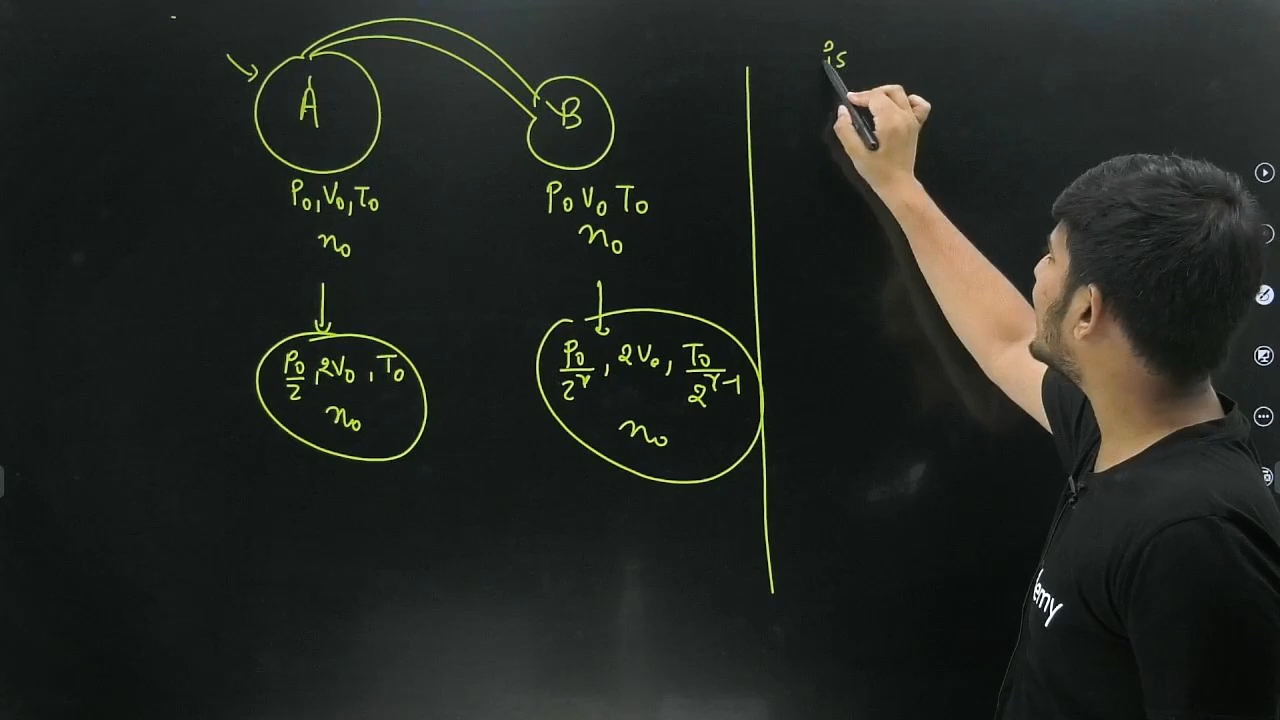 A
B
P₀, V₀, T₀
n₀
P₀ V₀ T₀
n₀
P₀/2, 2V₀, T₀
n₀
P₀/2^γ, 2V₀, T₀/2^(γ-1)
n₀
is
emy